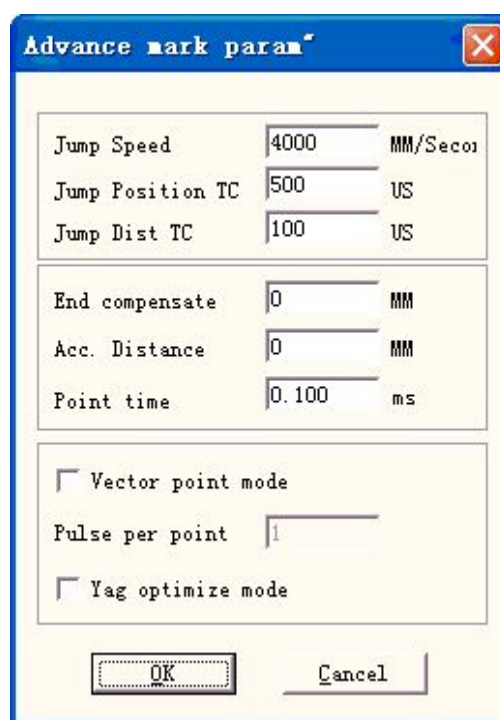 Advance mark param
Jump Speed 4000 MM/Secon
Jump Position TC 500 US
Jump Dist TC 100 US
End compensate 0 MM
Acc. Distance 0 MM
Point time 0.100 ms
Vector point mode
Pulse per point 1
Yag optimize mode
OK Cancel